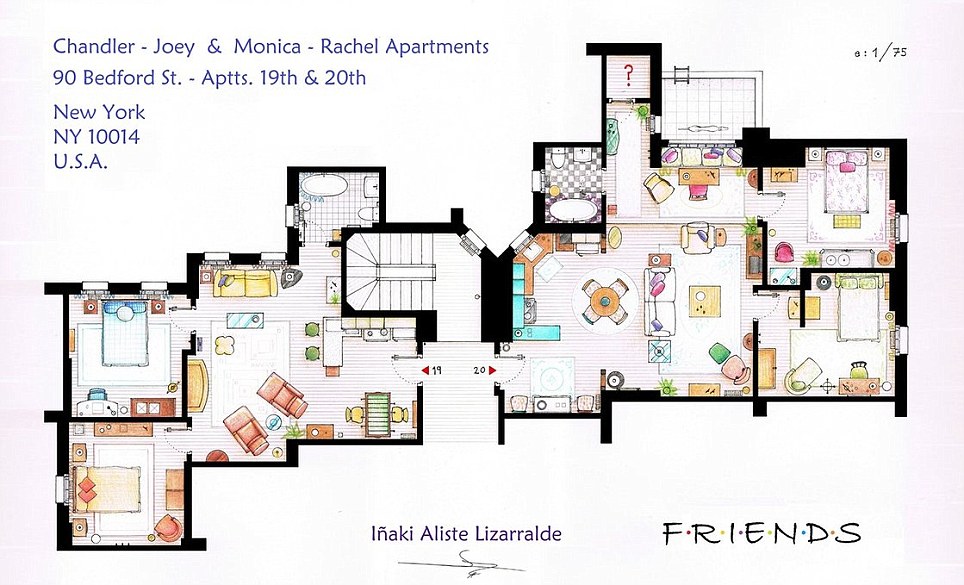 Chandler - Joey & Monica - Rachel Apartments
90 Bedford St. - Aptts. 19th & 20th
New York
NY 10014
U.S.A.
e: 1/75
?
19 20
Iñaki Aliste Lizarralde
F·R·I·E·N·D·S